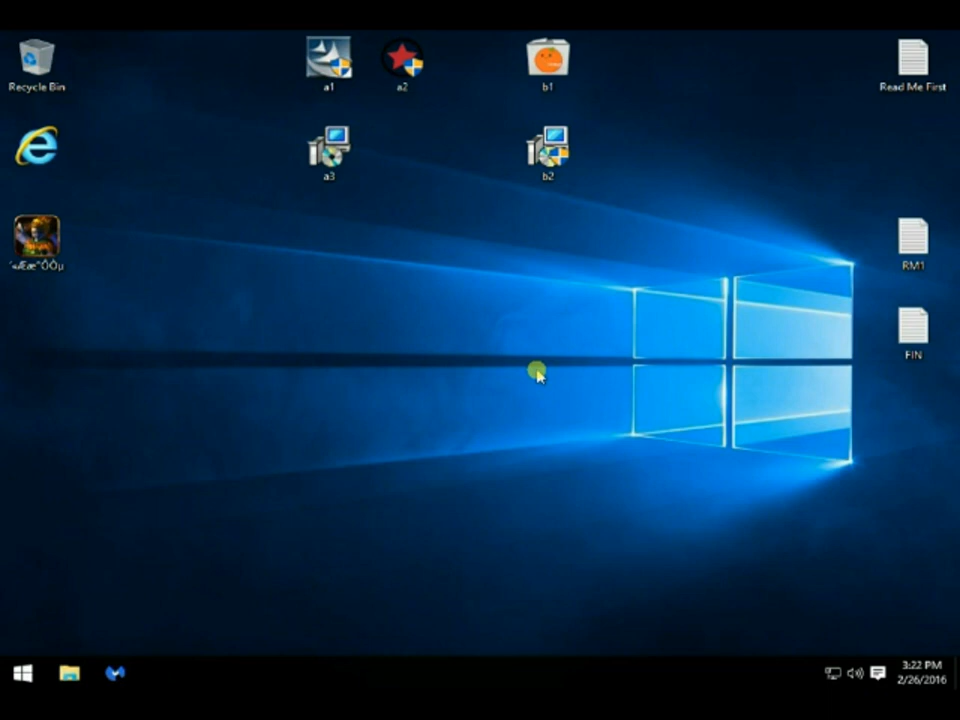 Recycle Bin
a1
a2
b1
Read Me First
a3
b2
RM1
FIN
3:22 PM
2/26/2016